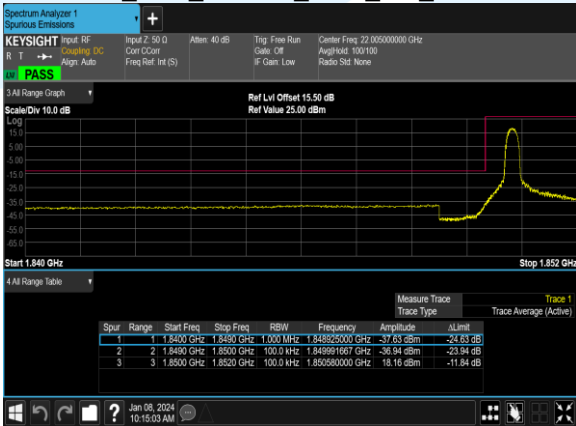 Spectrum Analyzer 1
Spurious Emissions
+
KEYSIGHT Input: RF Input Z: 50 Ω Atten: 40 dB Trig: Free Run Center Freq: 22.005000000 GHz
R T Coupling: DC Corr CCorr Gate: Off Avg|Hold: 100/100
Align: Auto Freq Ref: Int (S) IF Gain: Low Radio Std: None
PASS
3 All Range Graph Ref Lvl Offset 15.50 dB
Scale/Div 10.0 dB Ref Value 25.00 dBm
Log
15.0
5.00
-5.00
-15.0
-25.0
-35.0
-45.0
-55.0
-65.0
Start 1.840 GHz Stop 1.852 GHz
4 All Range Table
Measure Trace Trace 1
Trace Type Trace Average (Active)
Spur Range Start Freq Stop Freq RBW Frequency Amplitude ΔLimit
1 1 1.8400 GHz 1.8490 GHz 1.000 MHz 1.848925000 GHz -37.63 dBm -24.63 dB
2 2 1.8490 GHz 1.8500 GHz 100.0 kHz 1.849991667 GHz -36.94 dBm -23.94 dB
3 3 1.8500 GHz 1.8520 GHz 100.0 kHz 1.850580000 GHz 18.16 dBm -11.84 dB
? Jan 08, 2024
10:15:03 AM